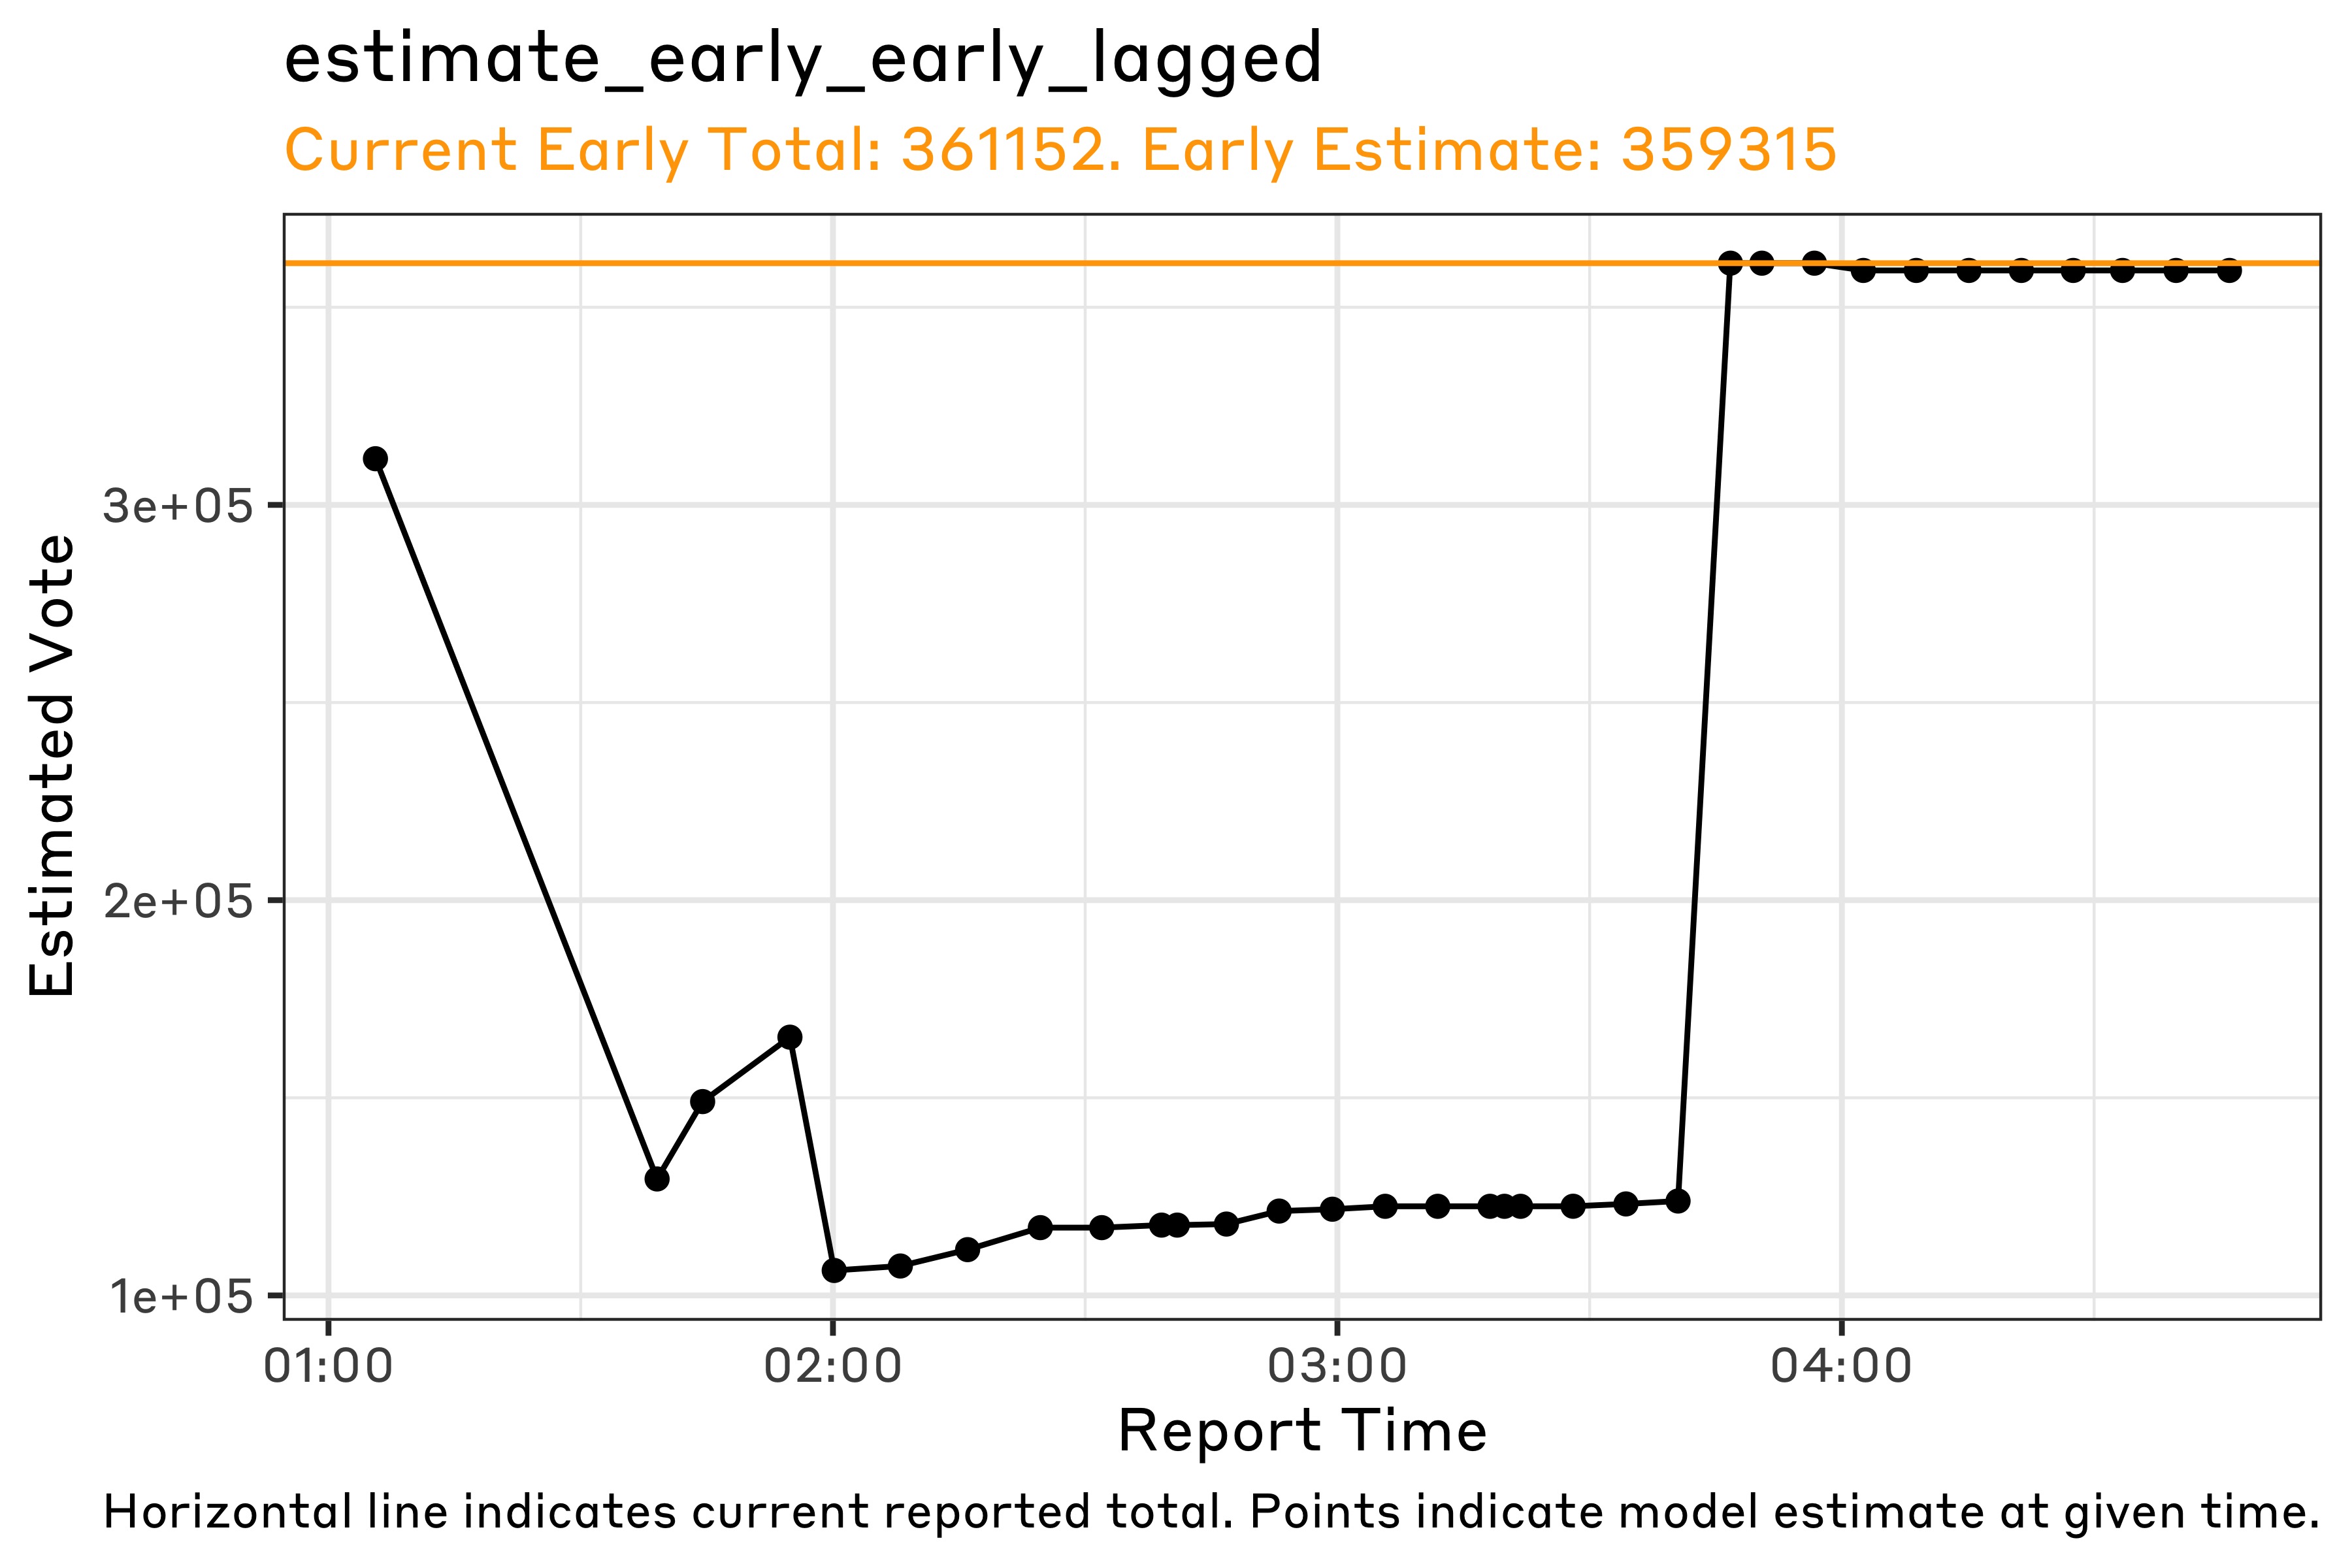 estimate_early_early_lagged
Current Early Total: 361152. Early Estimate: 359315
Estimated Vote
3e+05
2e+05
1e+05
01:00 02:00 03:00 04:00
Report Time
Horizontal line indicates current reported total. Points indicate model estimate at given time.